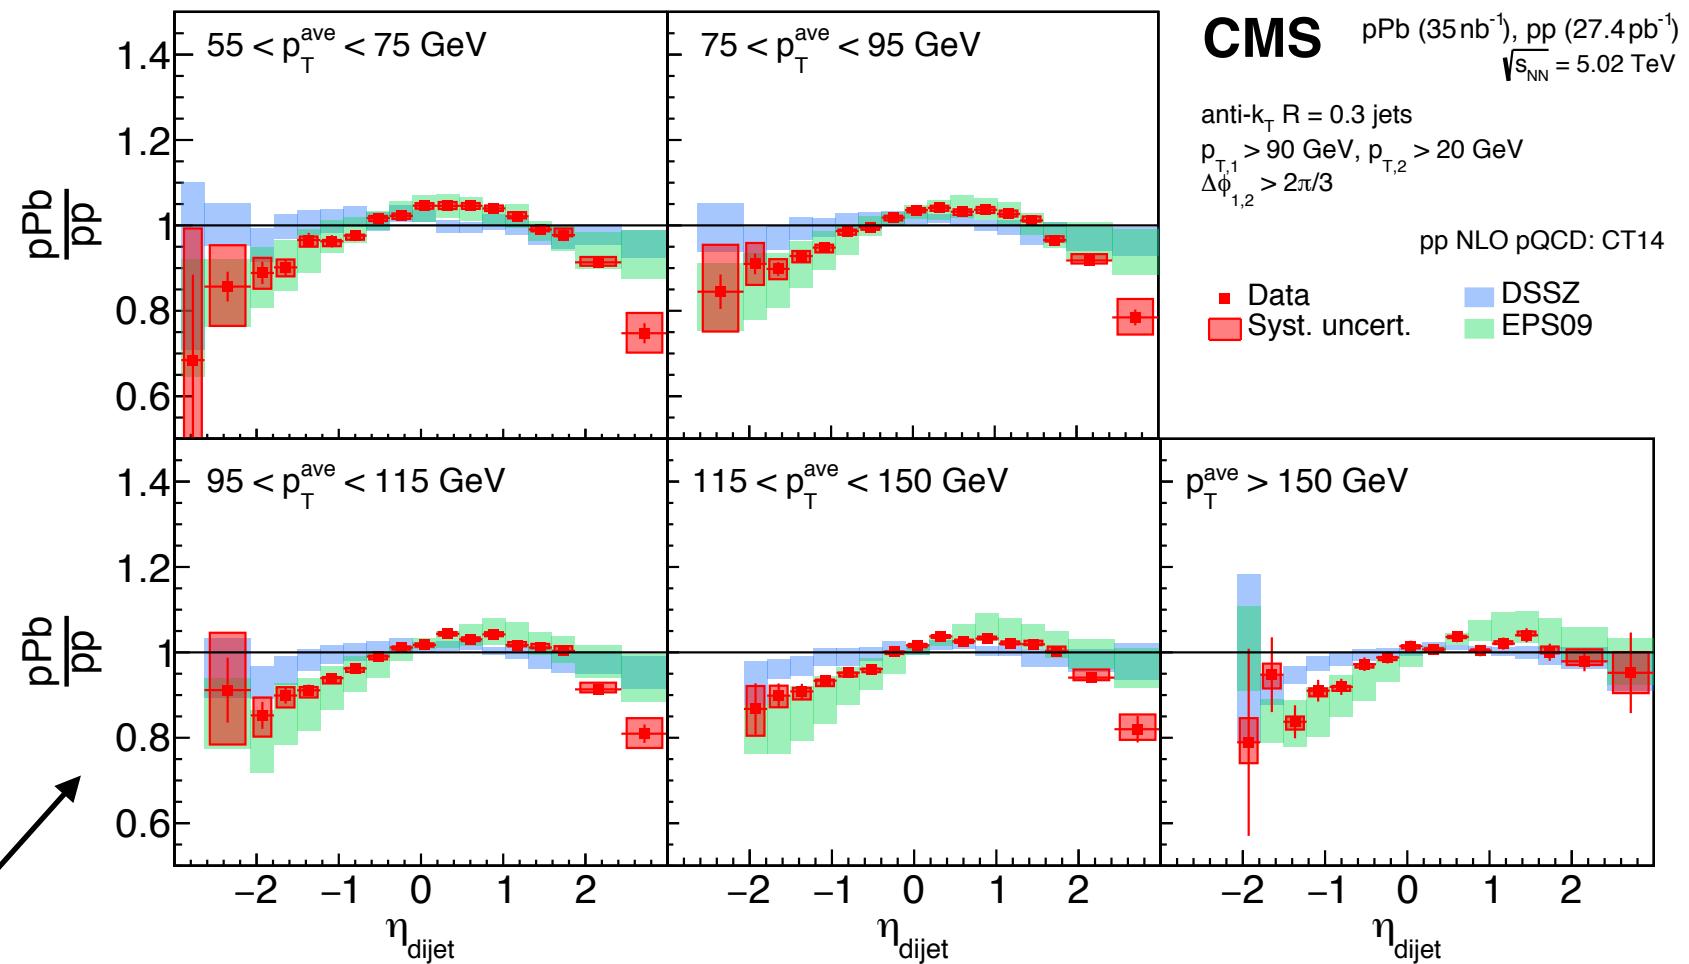 CMS
pPb (35 nb⁻¹), pp (27.4 pb⁻¹)
√s_NN = 5.02 TeV
anti-k_T R = 0.3 jets
p_T,1 > 90 GeV, p_T,2 > 20 GeV
Δϕ_1,2 > 2π/3
pp NLO pQCD: CT14
Data
DSSZ
Syst. uncert.
EPS09
55 < p_T^ave < 75 GeV
75 < p_T^ave < 95 GeV
1.4
1.2
1
0.8
0.6
pPb
pp
95 < p_T^ave < 115 GeV
115 < p_T^ave < 150 GeV
p_T^ave > 150 GeV
1.4
1.2
1
0.8
0.6
pPb
pp
−2 −1 0 1 2
−2 −1 0 1 2
−2 −1 0 1 2
η_dijet
η_dijet
η_dijet